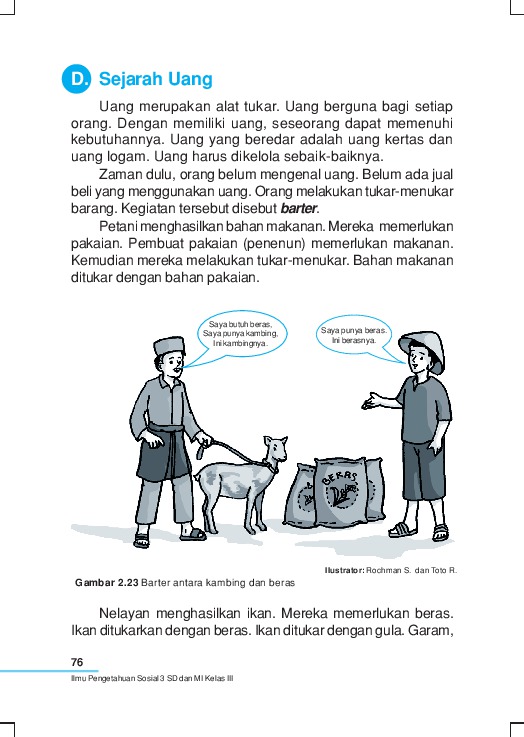 D. Sejarah Uang
Uang merupakan alat tukar. Uang berguna bagi setiap
orang. Dengan memiliki uang, seseorang dapat memenuhi
kebutuhannya. Uang yang beredar adalah uang kertas dan
uang logam. Uang harus dikelola sebaik-baiknya.
Zaman dulu, orang belum mengenal uang. Belum ada jual
beli yang menggunakan uang. Orang melakukan tukar-menukar
barang. Kegiatan tersebut disebut barter.
Petani menghasilkan bahan makanan. Mereka memerlukan
pakaian. Pembuat pakaian (penenun) memerlukan makanan.
Kemudian mereka melakukan tukar-menukar. Bahan makanan
ditukar dengan bahan pakaian.
Saya butuh beras,
Saya punya kambing,
Ini kambingnya.
Saya punya beras.
Ini berasnya.
BERAS
Ilustrator: Rochman S. dan Toto R.
Gambar 2.23 Barter antara kambing dan beras
Nelayan menghasilkan ikan. Mereka memerlukan beras.
Ikan ditukarkan dengan beras. Ikan ditukar dengan gula. Garam,
76
Ilmu Pengetahuan Sosial 3 SD dan MI Kelas III